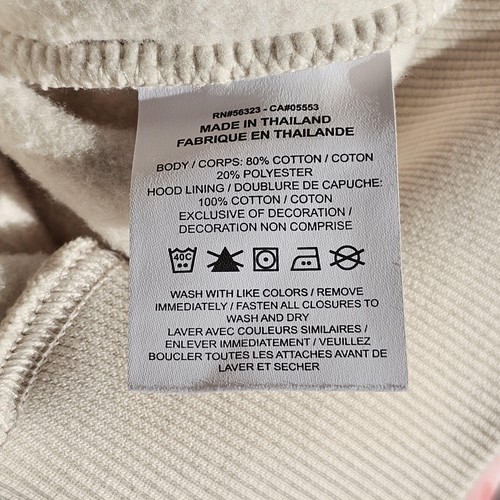 RN#56323 - CA#05553
MADE IN THAILAND
FABRIQUE EN THAILANDE
BODY / CORPS: 80% COTTON / COTON
20% POLYESTER
HOOD LINING / DOUBLURE DE CAPUCHE:
100% COTTON / COTON
EXCLUSIVE OF DECORATION /
DECORATION NON COMPRISE
40C
WASH WITH LIKE COLORS / REMOVE
IMMEDIATELY / FASTEN ALL CLOSURES TO
WASH AND DRY
LAVER AVEC COULEURS SIMILAIRES /
ENLEVER IMMEDIATEMENT / VEUILLEZ
BOUCLER TOUTES LES ATTACHES AVANT DE
LAVER ET SECHER